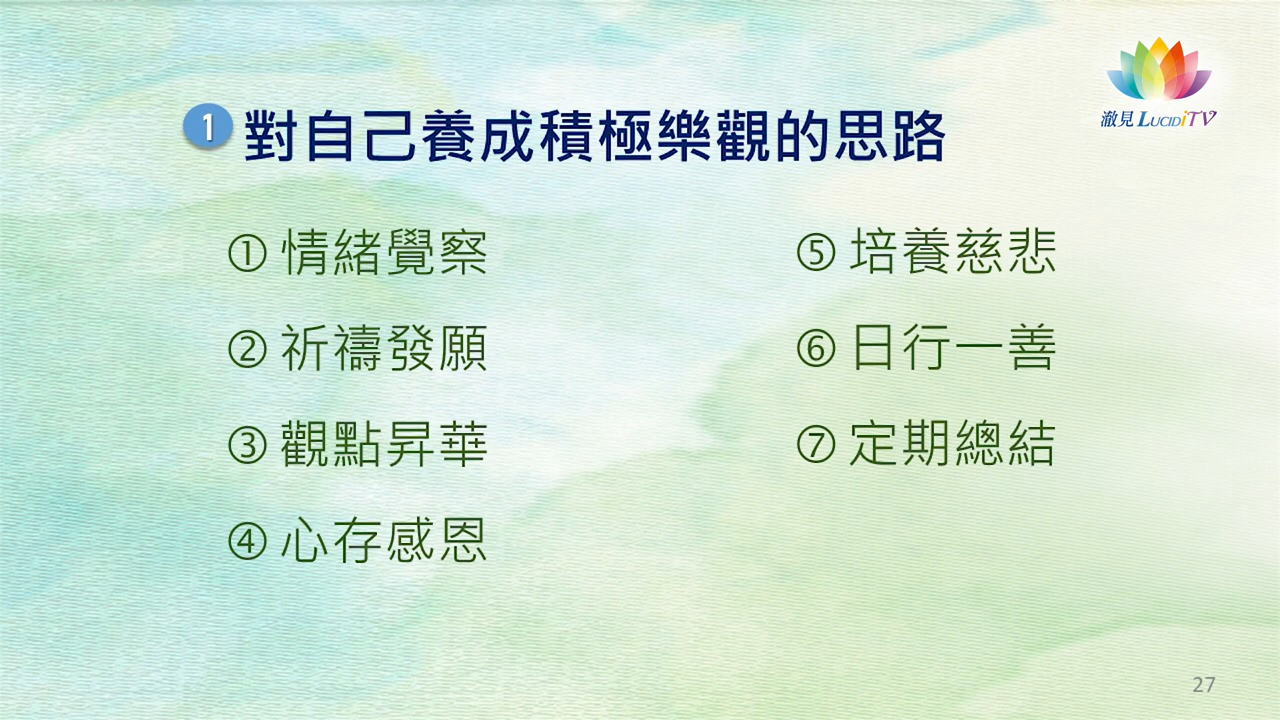 1 對自己養成積極樂觀的思路
澈見 LUCIDITV
① 情緒覺察
② 祈禱發願
③ 觀點昇華
④ 心存感恩
⑤ 培養慈悲
⑥ 日行一善
⑦ 定期總結
27